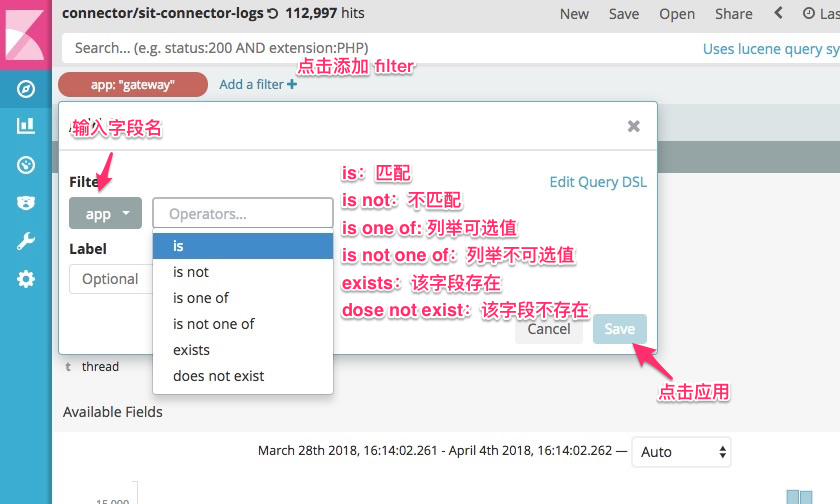 connector/sit-connector-logs 112,997 hits
New Save Open Share Las
Search... (e.g. status:200 AND extension:PHP)
Uses lucene query sy
点击添加 filter
app: "gateway"
Add a filter +
输入字段名
Filte
Edit Query DSL
app
Operators...
Label
Optional
is
is not
is one of
is not one of
exists
does not exist
is：匹配
is not：不匹配
is one of: 列举可选值
is not one of：列举不可选值
exists：该字段存在
dose not exist：该字段不存在
Cancel
Save
点击应用
t thread
Available Fields
March 28th 2018, 16:14:02.261 - April 4th 2018, 16:14:02.262 —
Auto
15,000